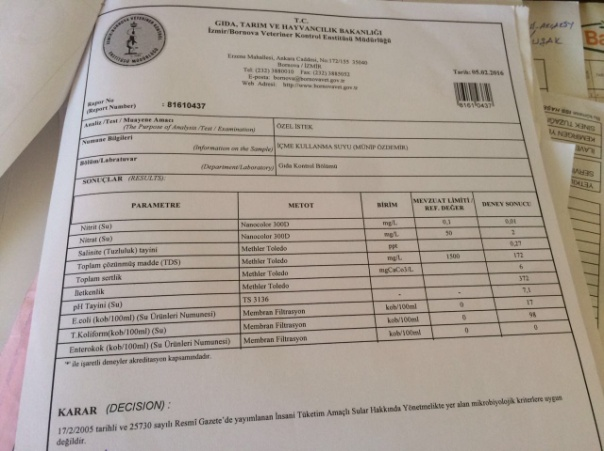 T.C.
GIDA, TARIM VE HAYVANCILIK BAKANLIĞI
İzmir/Bornova Veteriner Kontrol Enstitüsü Müdürlüğü
Erzene Mahallesi, Ankara Caddesi, No:172/155 35040
Bornova / İZMİR
Tel: (232) 3880010 Fax: (232) 3885052
E-posta: bornova@bornovavet.gov.tr
Web Adresi: http://www.bornovavet.gov.tr
Tarih: 05.02.2016
81610437
Rapor No
(Report Number) : 81610437
Analiz /Test / Muayene Amacı
(The Purpose of Analysis /Test / Examination) ÖZEL İSTEK
Numune Bilgileri
(Information on the Sample) İÇME KULLANMA SUYU (MÜNİP ÖZDEMİR)
Bölüm/Laboratuvar
(Department/Laboratory) Gıda Kontrol Bölümü
SONUÇLAR (RESULTS):
PARAMETRE METOT BİRİM MEVZUAT LİMİTİ / REF. DEĞER DENEY SONUCU
Nitrit (Su) Nanocolor 300D mg/L 0,1 0,01
Nitrat (Su) Nanocolor 300D mg/L 50 2
Salinite (Tuzluluk) tayini Methler Toledo ppt 0,27
Toplam çözünmüş madde (TDS) Methler Toledo mg/L 1500 172
Toplam sertlik Methler Toledo mgCaCo3/L 6
İletkenlik Methler Toledo 372
pH Tayini (Su) TS 3136 - - 7,1
E.coli (kob/100ml) (Su Ürünleri Numunesi) Membran Filtrasyon kob/100ml 0 17
T.Koliform(kob/100ml) (Su) Membran Filtrasyon kob/100ml 0 98
Enterokok (kob/100ml) (Su Ürünleri Numunesi) Membran Filtrasyon kob/100ml 0 0
'*' ile işaretli deneyler akreditasyon kapsamındadır.
KARAR (DECISION) :
17/2/2005 tarihli ve 25730 sayılı Resmî Gazete'de yayımlanan İnsani Tüketim Amaçlı Sular Hakkında Yönetmelikte yer alan mikrobiyolojik kriterlere uygun
değildir.